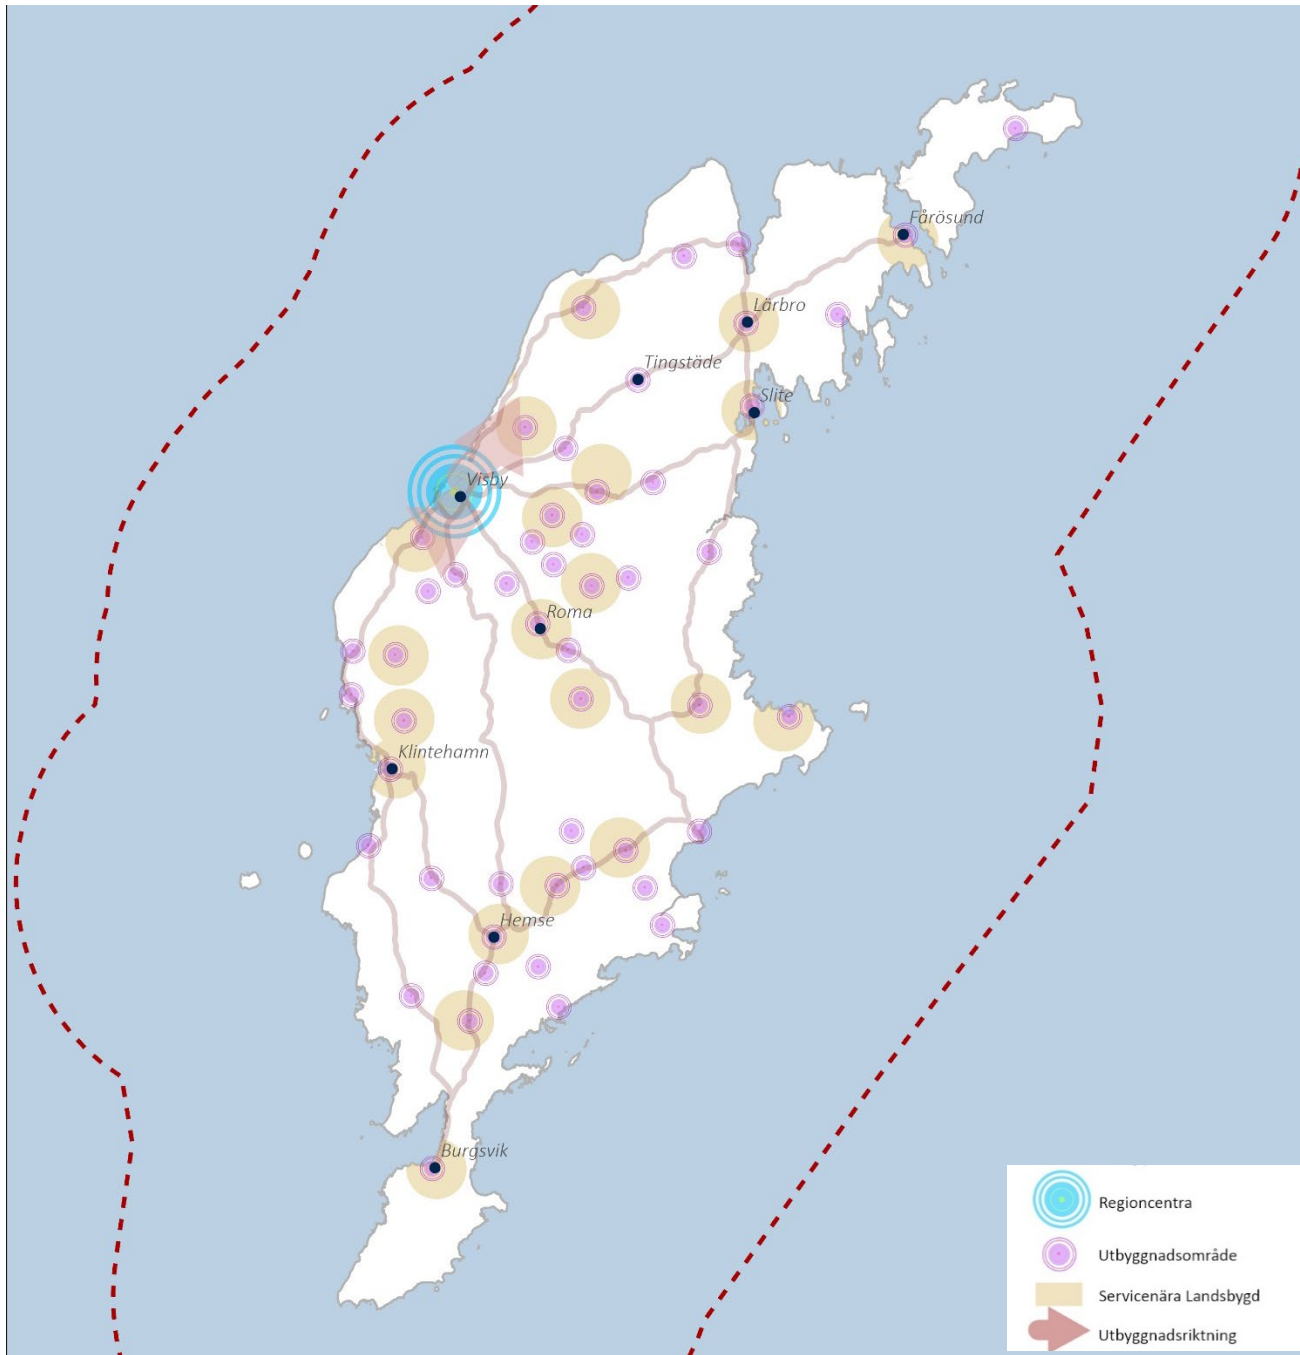 Fårösund
Lärbro
Tingstäde
Slite
Visby
Roma
Klintehamn
Hemse
Burgsvik
Regioncentra
Utbyggnadsområde
Servicenära Landsbygd
Utbyggnadsriktning